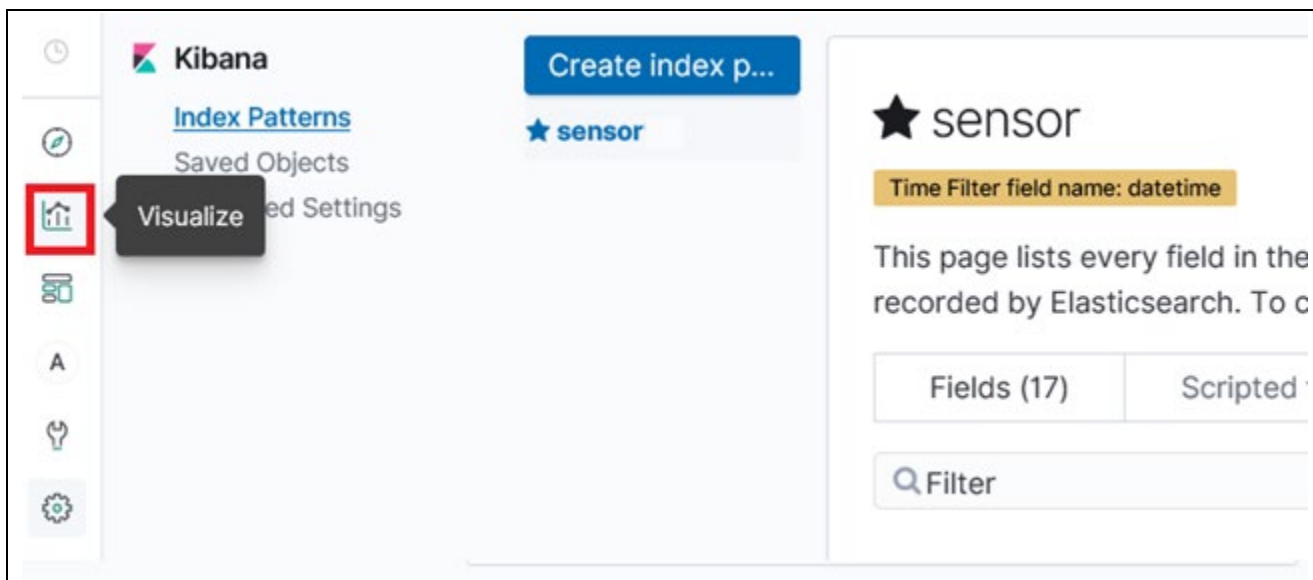 Kibana
Index Patterns
Saved Objects
ed Settings
Visualize
A
Create index p...
sensor
sensor
Time Filter field name: datetime
This page lists every field in the
recorded by Elasticsearch. To c
Fields (17)
Scripted
Filter